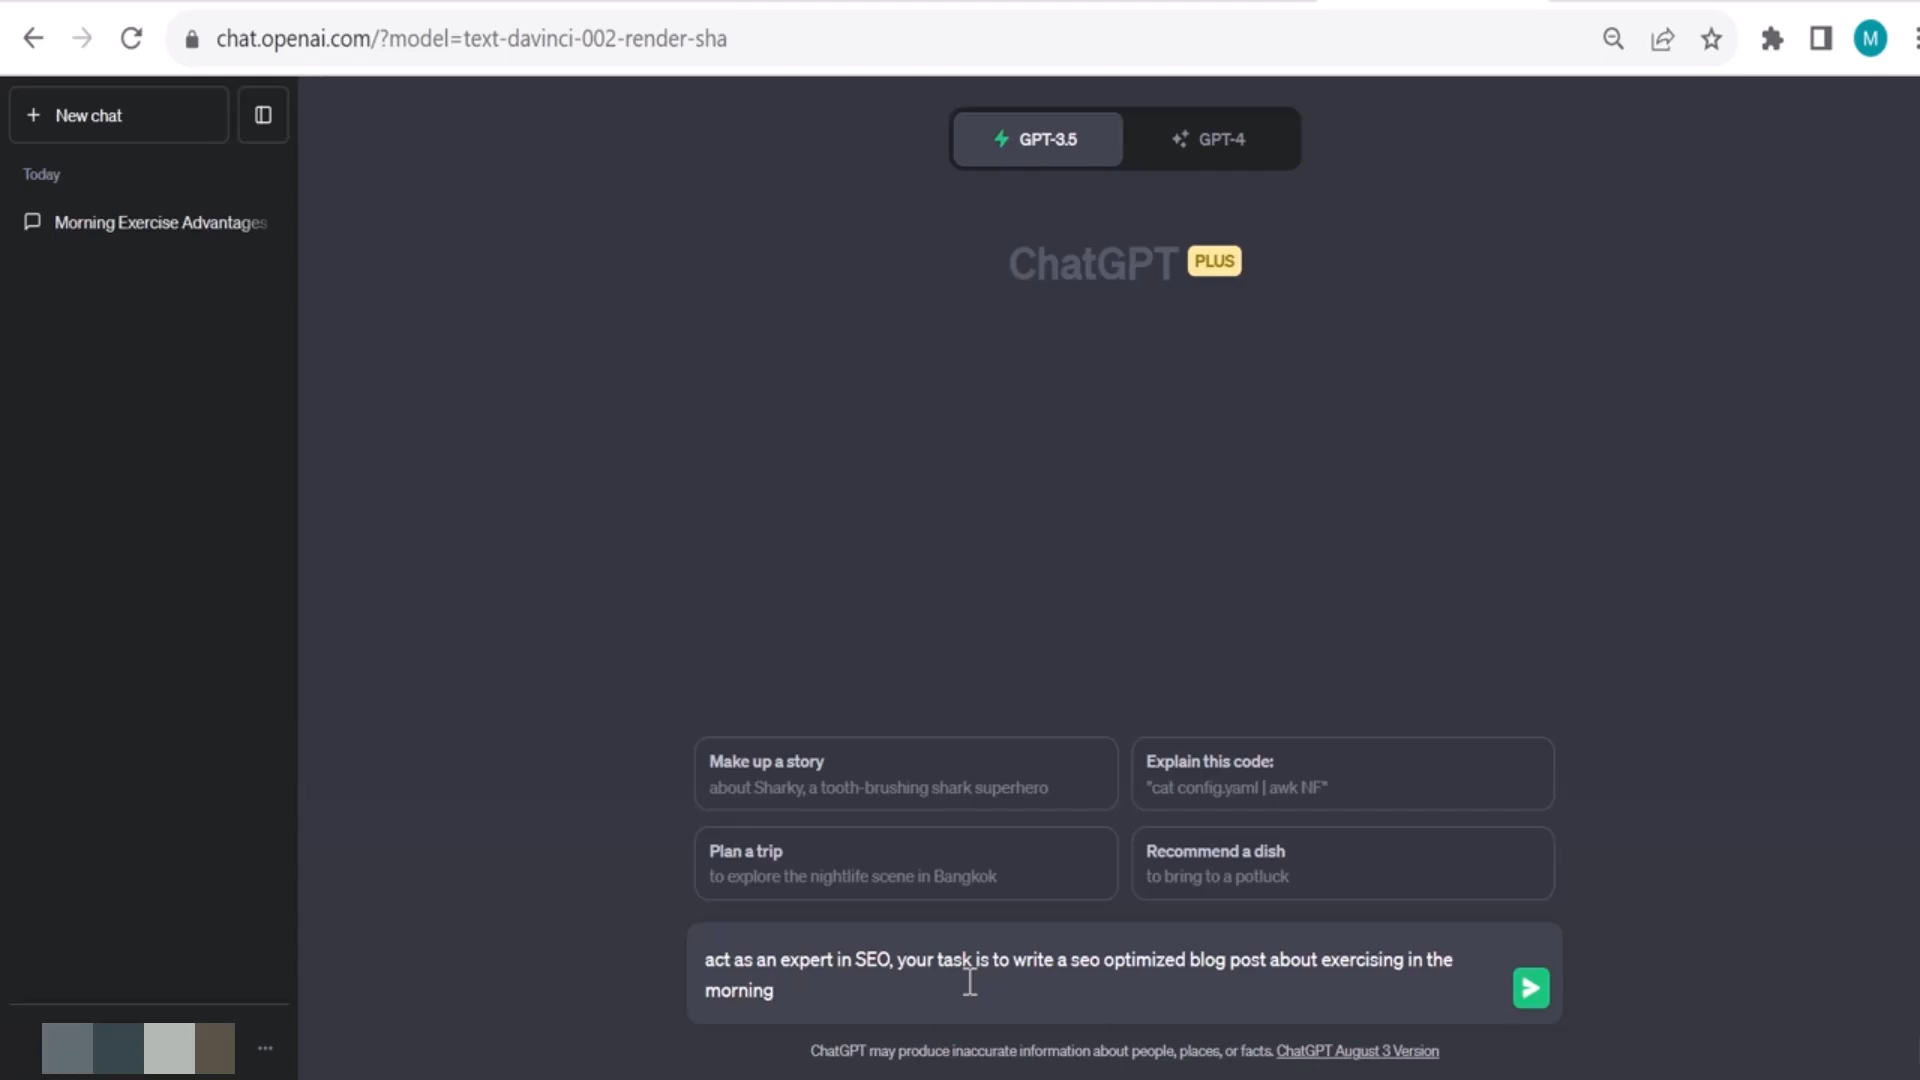 chat.openai.com/?model=text-davinci-002-render-sha
M
New chat
Today
Morning Exercise Advantages
GPT-3.5
GPT-4
ChatGPT PLUS
Make up a story
about Sharky, a tooth-brushing shark superhero
Explain this code:
"cat config.yaml | awk NF"
Plan a trip
to explore the nightlife scene in Bangkok
Recommend a dish
to bring to a potluck
act as an expert in SEO, your task is to write a seo optimized blog post about exercising in the
morning
ChatGPT may produce inaccurate information about people, places, or facts. ChatGPT August 3 Version